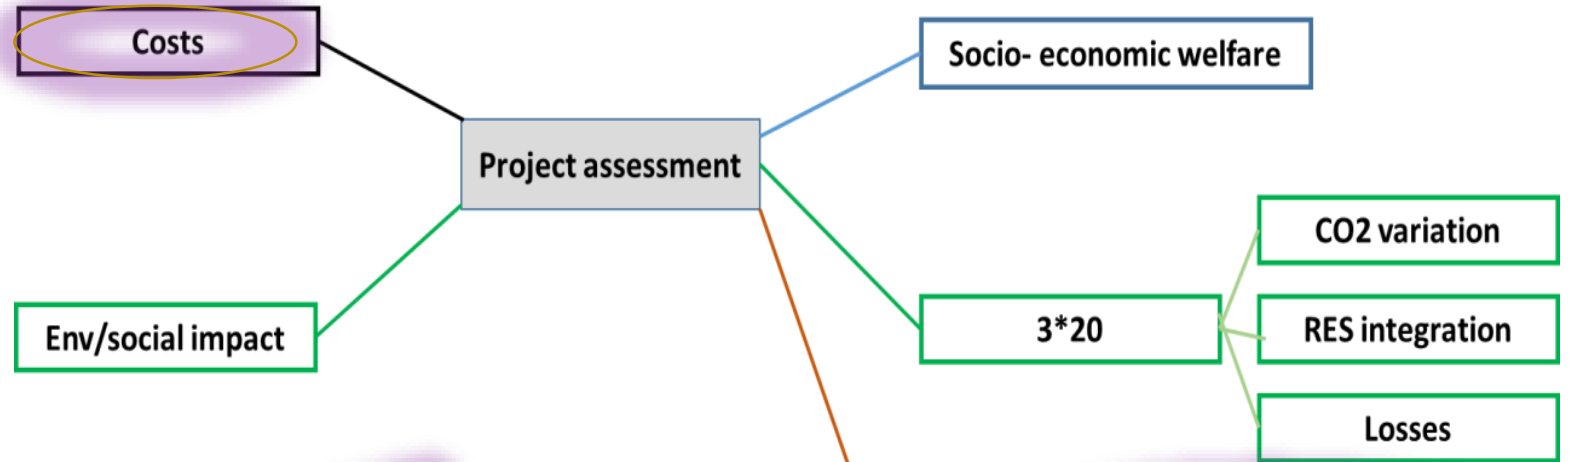 Costs
Socio- economic welfare
Project assessment
CO2 variation
Env/social impact
3*20
RES integration
Losses